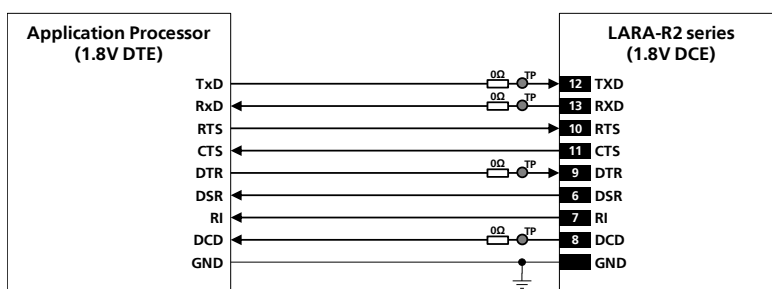 Application Processor
(1.8V DTE)
LARA-R2 series
(1.8V DCE)
TxD 0Ω TP 12 TXD
RxD 0Ω TP 13 RXD
RTS 10 RTS
CTS 11 CTS
DTR 0Ω TP 9 DTR
DSR 6 DSR
RI 7 RI
DCD 0Ω TP 8 DCD
GND GND